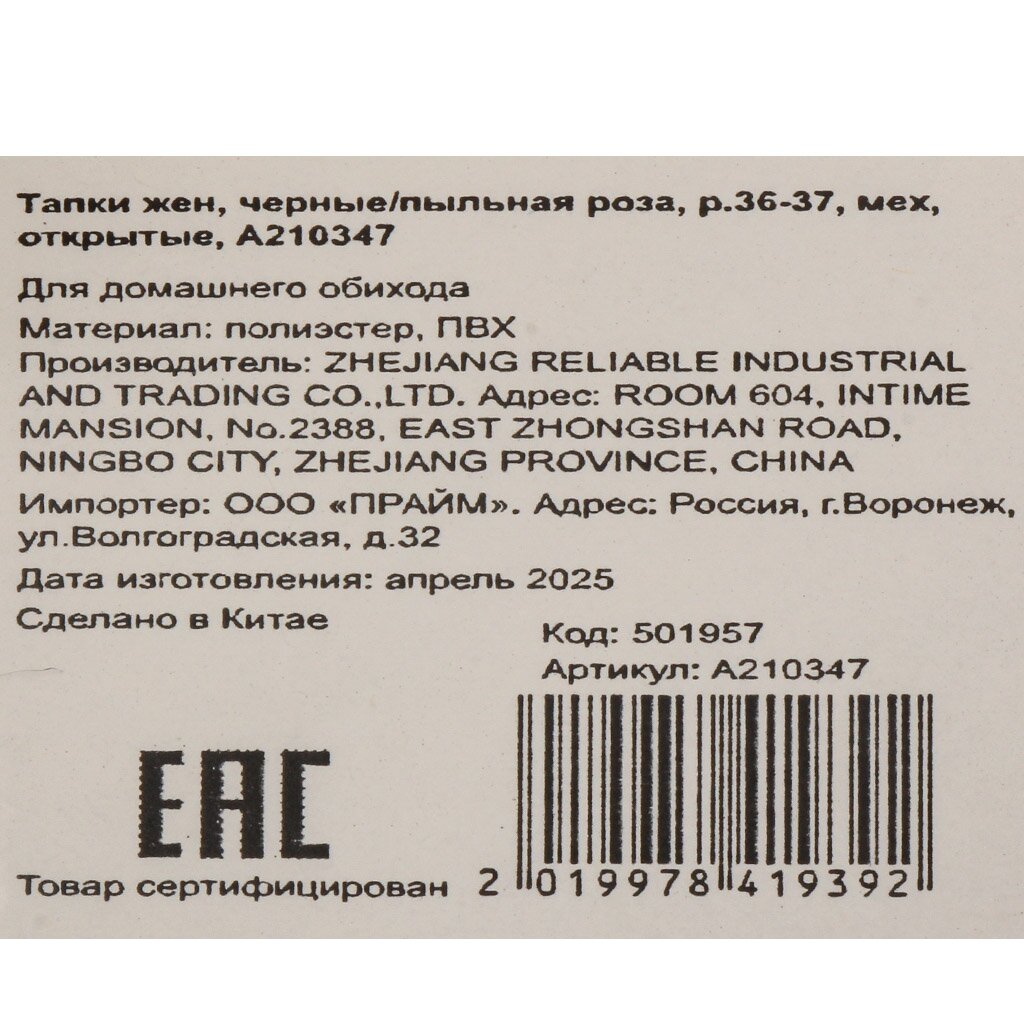 Тапки жен, черные/пыльная роза, р.36-37, мех,
открытые, А210347
Для домашнего обихода
Материал: полиэстер, ПВХ
Производитель: ZHEJIANG RELIABLE INDUSTRIAL
AND TRADING CO.,LTD. Адрес: ROOM 604, INTIME
MANSION, No.2388, EAST ZHONGSHAN ROAD,
NINGBO CITY, ZHEJIANG PROVINCE, CHINA
Импортер: ООО «ПРАЙМ». Адрес: Россия, г.Воронеж,
ул.Волгоградская, д.32
Дата изготовления: апрель 2025
Сделано в Китае
Код: 501957
Артикул: А210347
EAC
Товар сертифицирован
2 019978 419392